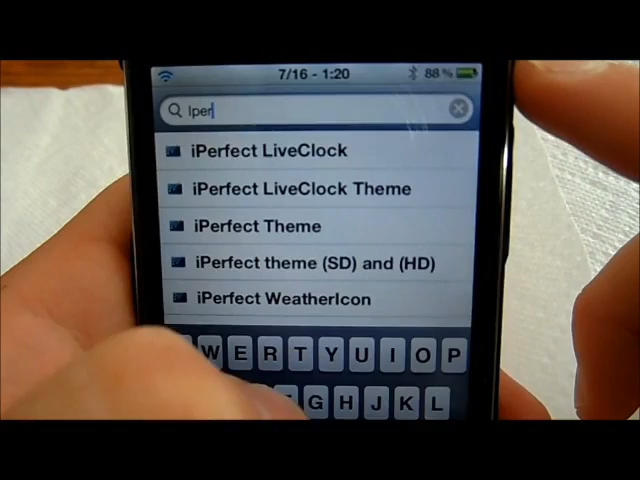 7/16 - 1:20 88 %
Iper
iPerfect LiveClock
iPerfect LiveClock Theme
iPerfect Theme
iPerfect theme (SD) and (HD)
iPerfect WeatherIcon
W E R T Y U I O P
G H J K L